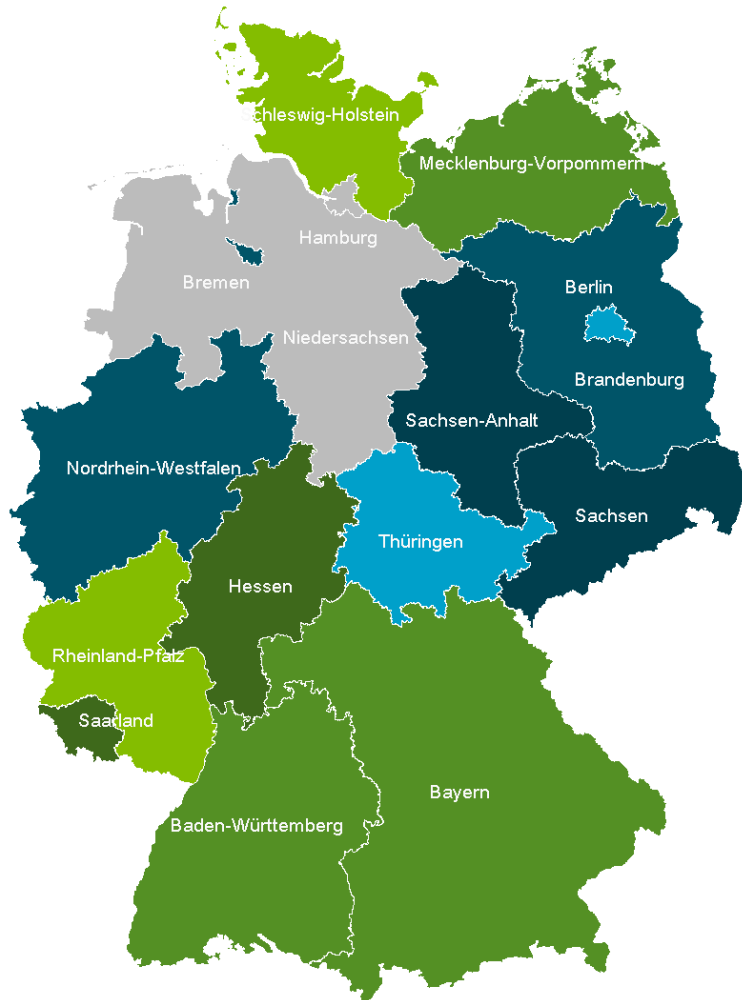 Schleswig-Holstein
Mecklenburg-Vorpommern
Hamburg
Bremen
Berlin
Niedersachsen
Brandenburg
Sachsen-Anhalt
Nordrhein-Westfalen
Sachsen
Thüringen
Hessen
Rheinland-Pfalz
Saarland
Bayern
Baden-Württemberg